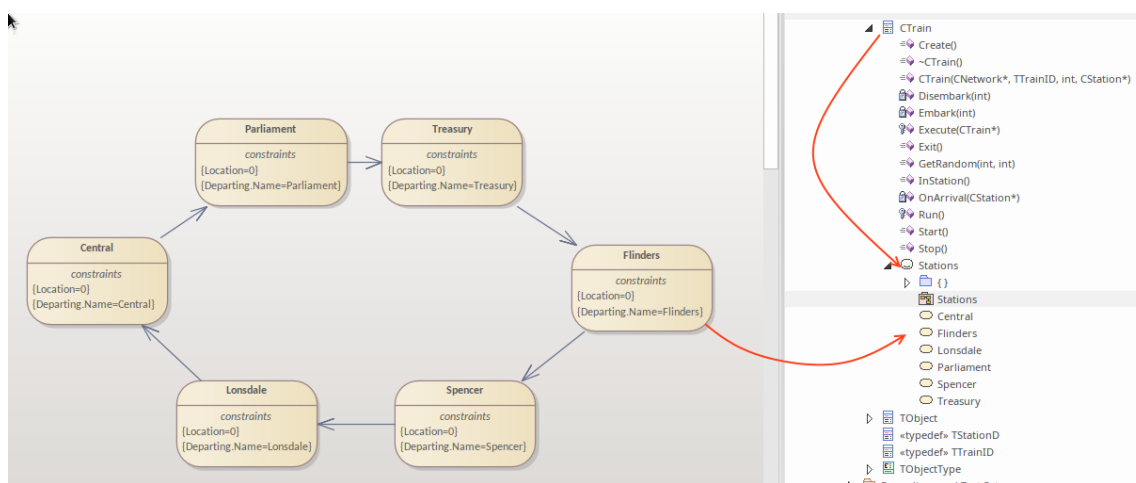 Parliament
constraints
{Location=0}
{Departing.Name=Parliament}
Treasury
constraints
{Location=0}
{Departing.Name=Treasury}
Central
constraints
{Location=0}
{Departing.Name=Central}
Flinders
constraints
{Location=0}
{Departing.Name=Flinders}
Lonsdale
constraints
{Location=0}
{Departing.Name=Lonsdale}
Spencer
constraints
{Location=0}
{Departing.Name=Spencer}
CTrain
Create()
~CTrain()
CTrain(CNetwork*, TTrainID, int, CStation*)
Disembark(int)
Embark(int)
Execute(CTrain*)
Exit()
GetRandom(int, int)
InStation()
OnArrival(CStation*)
Run()
Start()
Stop()
Stations
{ }
Stations
Central
Flinders
Lonsdale
Parliament
Spencer
Treasury
TObject
«typedef» TStationD
«typedef» TTrainID
TObjectType